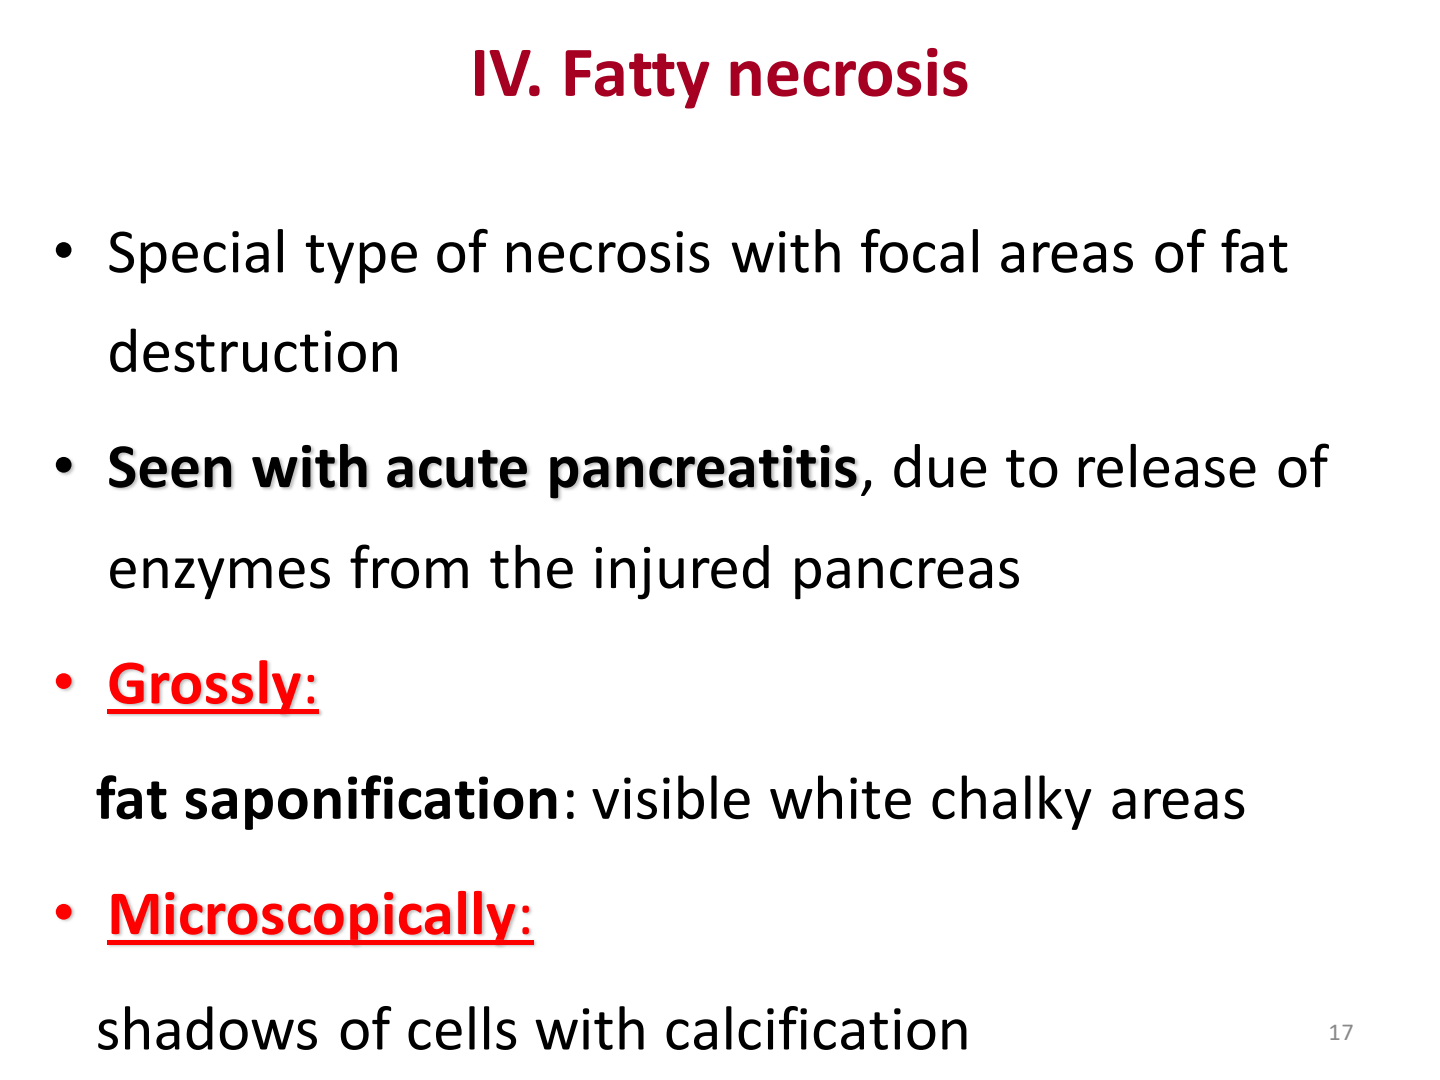 IV. Fatty necrosis
• Special type of necrosis with focal areas of fat
destruction
• Seen with acute pancreatitis, due to release of
enzymes from the injured pancreas
• Grossly:
fat saponification: visible white chalky areas
• Microscopically:
shadows of cells with calcification
17